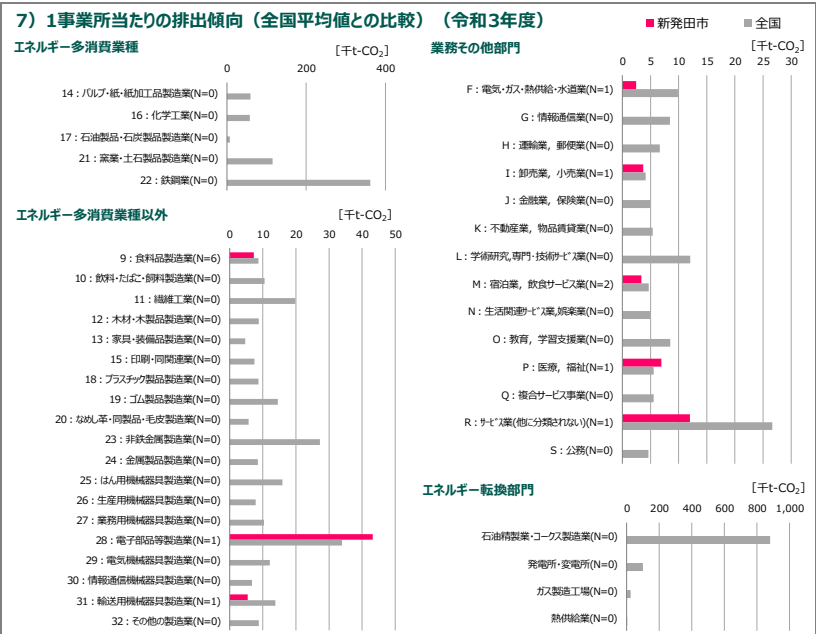 7）1事業所当たりの排出傾向（全国平均値との比較）（令和3年度）
■新発田市 ■全国
エネルギー多消費業種
[千t-CO₂]
0 200 400
14：パルプ・紙・紙加工品製造業(N=0)
16：化学工業(N=0)
17：石油製品・石炭製品製造業(N=0)
21：窯業・土石製品製造業(N=0)
22：鉄鋼業(N=0)
エネルギー多消費業種以外
[千t-CO₂]
0 10 20 30 40 50
9：食料品製造業(N=6)
10：飲料・たばこ・飼料製造業(N=0)
11：繊維工業(N=0)
12：木材・木製品製造業(N=0)
13：家具・装備品製造業(N=0)
15：印刷・同関連業(N=0)
18：プラスチック製品製造業(N=0)
19：ゴム製品製造業(N=0)
20：なめし革・同製品・毛皮製造業(N=0)
23：非鉄金属製造業(N=0)
24：金属製品製造業(N=0)
25：はん用機械器具製造業(N=0)
26：生産用機械器具製造業(N=0)
27：業務用機械器具製造業(N=0)
28：電子部品等製造業(N=1)
29：電気機械器具製造業(N=0)
30：情報通信機械器具製造業(N=0)
31：輸送用機械器具製造業(N=1)
32：その他の製造業(N=0)
業務その他部門
[千t-CO₂]
0 5 10 15 20 25 30
F：電気・ガス・熱供給・水道業(N=1)
G：情報通信業(N=0)
H：運輸業，郵便業(N=0)
I：卸売業，小売業(N=1)
J：金融業，保険業(N=0)
K：不動産業，物品賃貸業(N=0)
L：学術研究,専門・技術ｻｰﾋﾞｽ業(N=0)
M：宿泊業，飲食サービス業(N=2)
N：生活関連ｻｰﾋﾞｽ業,娯楽業(N=0)
O：教育，学習支援業(N=0)
P：医療，福祉(N=1)
Q：複合サービス事業(N=0)
R：ｻｰﾋﾞｽ業(他に分類されない)(N=1)
S：公務(N=0)
エネルギー転換部門
[千t-CO₂]
0 200 400 600 800 1,000
石油精製業・コークス製造業(N=0)
発電所・変電所(N=0)
ガス製造工場(N=0)
熱供給業(N=0)